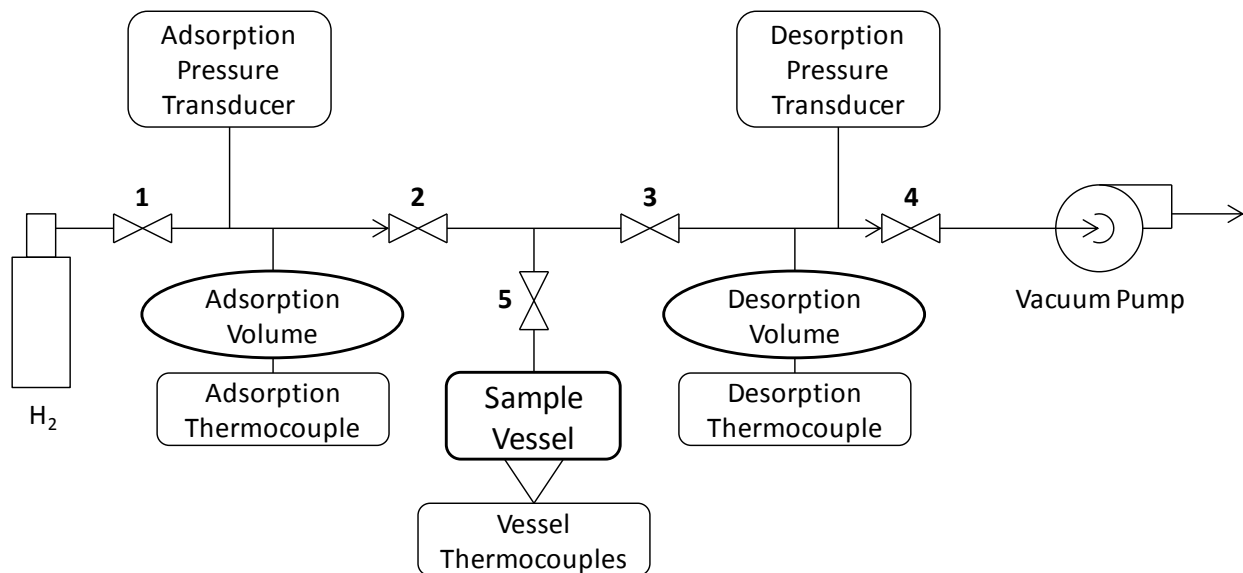 Adsorption
Pressure
Transducer
Desorption
Pressure
Transducer
1
2
3
4
Adsorption
Volume
5
Desorption
Volume
Vacuum Pump
Adsorption
Thermocouple
Sample
Vessel
Desorption
Thermocouple
H₂
Vessel
Thermocouples